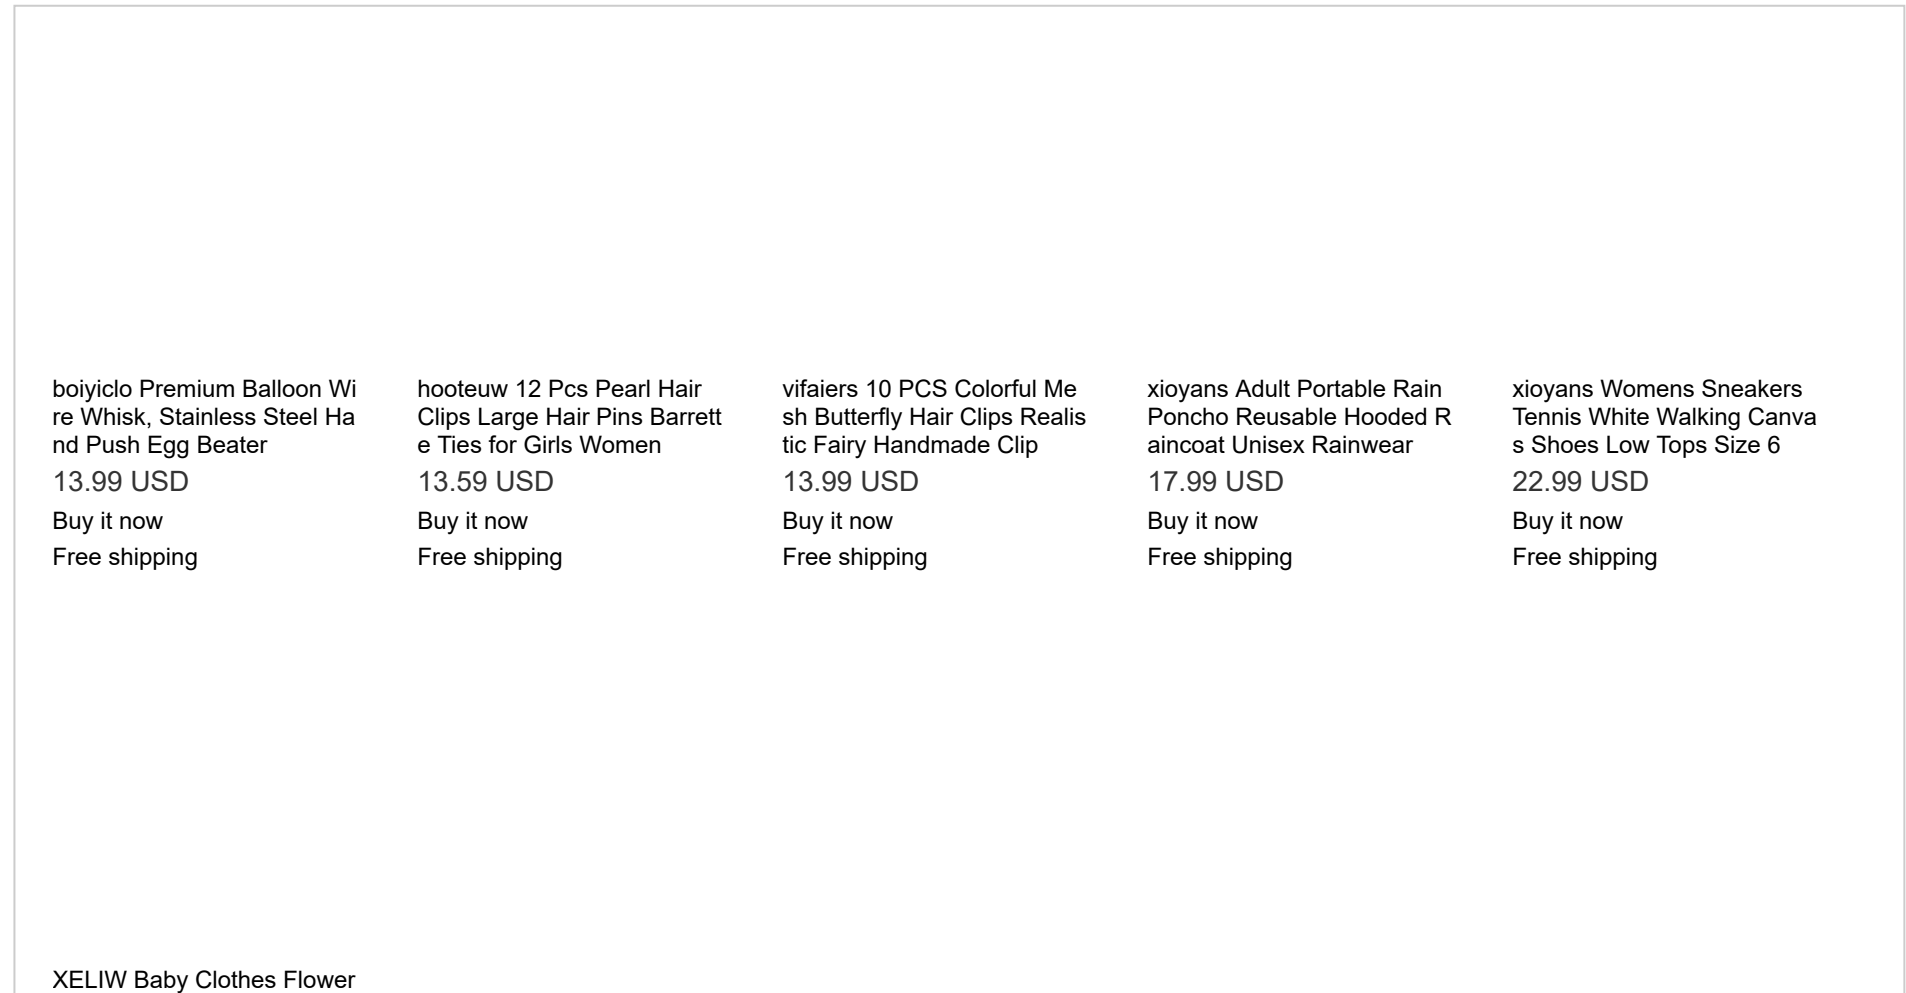 boiyiclo Premium Balloon Wi
re Whisk, Stainless Steel Ha
nd Push Egg Beater
13.99 USD
Buy it now
Free shipping
hooteuw 12 Pcs Pearl Hair
Clips Large Hair Pins Barrett
e Ties for Girls Women
13.59 USD
Buy it now
Free shipping
vifaiers 10 PCS Colorful Me
sh Butterfly Hair Clips Realis
tic Fairy Handmade Clip
13.99 USD
Buy it now
Free shipping
xioyans Adult Portable Rain
Poncho Reusable Hooded R
aincoat Unisex Rainwear
17.99 USD
Buy it now
Free shipping
xioyans Womens Sneakers
Tennis White Walking Canva
s Shoes Low Tops Size 6
22.99 USD
Buy it now
Free shipping
XELIW Baby Clothes Flower